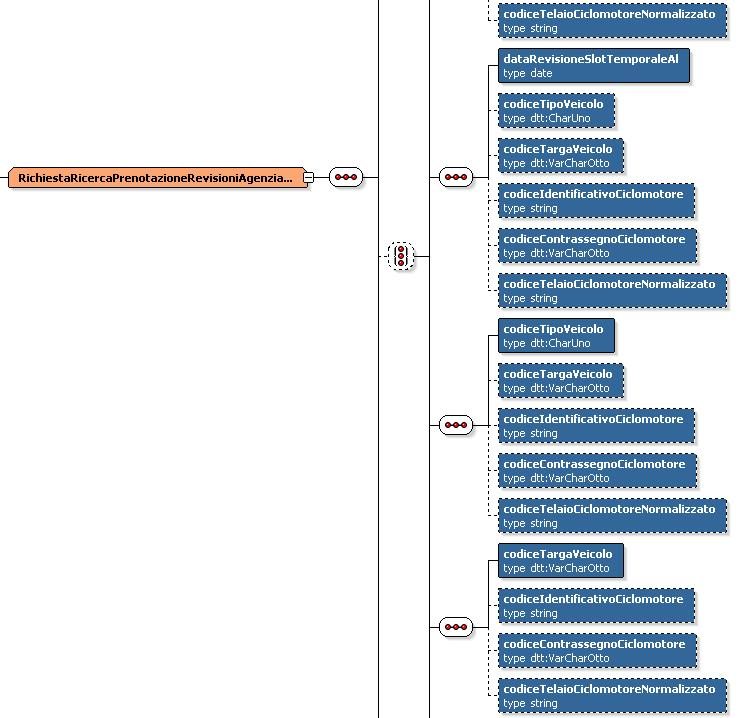 codiceTelaioCiclomotoreNormalizzato
type string
dataRevisioneSlotTemporaleAl
type date
codiceTipoVeicolo
type dtt:CharUno
codiceTargaVeicolo
type dtt:VarCharOtto
RichiestaRicercaPrenotazioneRevisioniAgenzia...
codiceIdentificativoCiclomotore
type string
codiceContrassegnoCiclomotore
type dtt:VarCharOtto
codiceTelaioCiclomotoreNormalizzato
type string
codiceTipoVeicolo
type dtt:CharUno
codiceTargaVeicolo
type dtt:VarCharOtto
codiceIdentificativoCiclomotore
type string
codiceContrassegnoCiclomotore
type dtt:VarCharOtto
codiceTelaioCiclomotoreNormalizzato
type string
codiceTargaVeicolo
type dtt:VarCharOtto
codiceIdentificativoCiclomotore
type string
codiceContrassegnoCiclomotore
type dtt:VarCharOtto
codiceTelaioCiclomotoreNormalizzato
type string